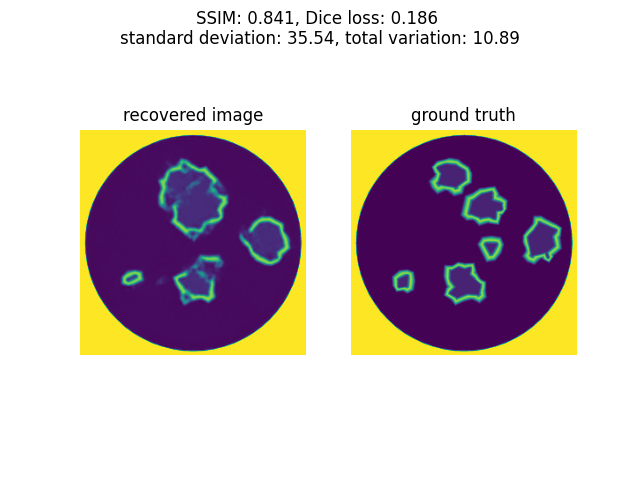 SSIM: 0.841, Dice loss: 0.186
standard deviation: 35.54, total variation: 10.89
recovered image
ground truth